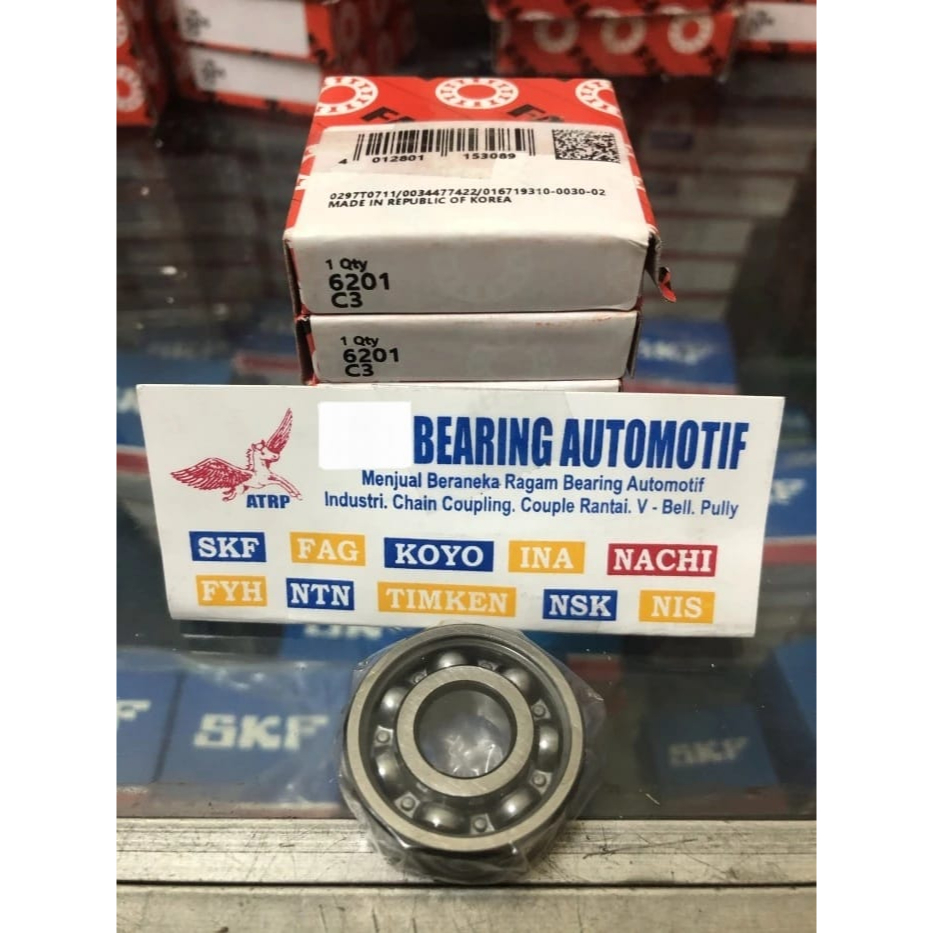 4 012801 153089
0297T0711/0034477422/016719310-0030-02
MADE IN REPUBLIC OF KOREA
1 Qty
6201
C3
1 Qty
6201
C3
SKF
BEARING AUTOMOTIF
Menjual Beraneka Ragam Bearing Automotif
Industri. Chain Coupling. Couple Rantai. V - Bell. Pully
ATRP
SKF FAG KOYO INA NACHI
FYH NTN TIMKEN NSK NIS
SKF
SKF